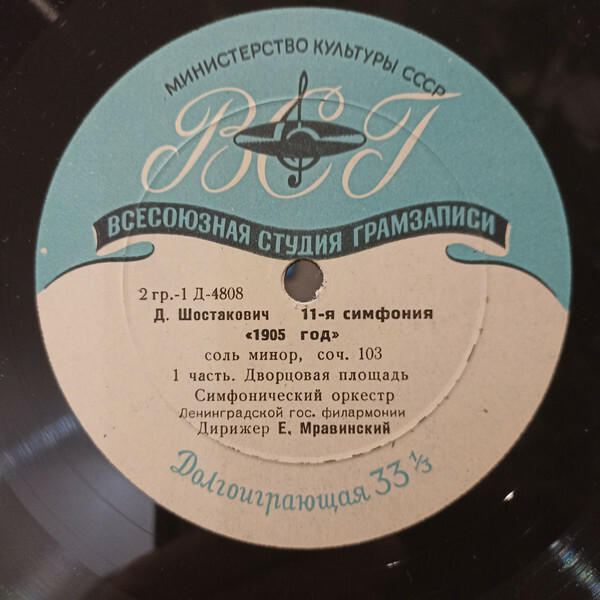 МИНИСТЕРСТВО КУЛЬТУРЫ СССР
ВСГ
ВСЕСОЮЗНАЯ СТУДИЯ ГРАМЗАПИСИ
2 гр.-1 Д-4808
Д. Шостакович 11-я симфония
«1905 год»
соль минор, соч. 103
1 часть. Дворцовая площадь
Симфонический оркестр
Ленинградской гос. филармонии
Дирижер Е. Мравинский
Долгоиграющая 33 1/3